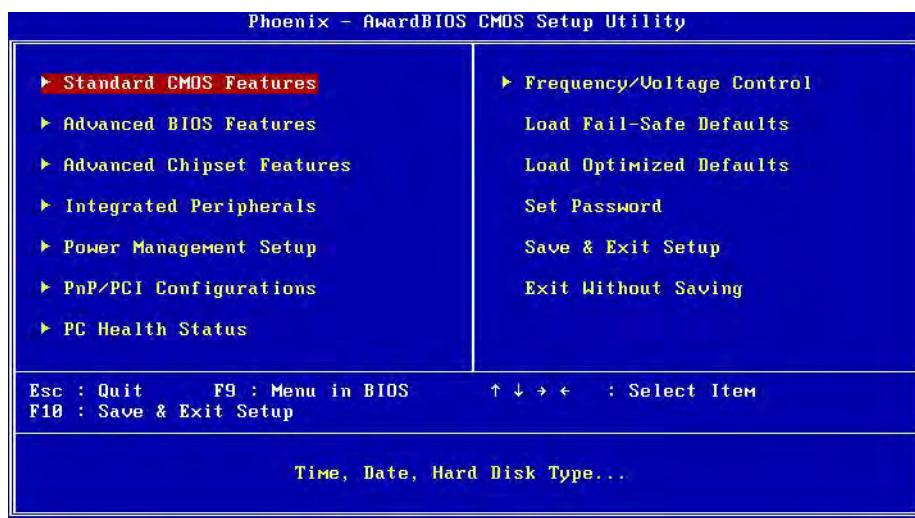 Phoenix - AwardBIOS CMOS Setup Utility
▶ Standard CMOS Features
▶ Advanced BIOS Features
▶ Advanced Chipset Features
▶ Integrated Peripherals
▶ Power Management Setup
▶ PnP/PCI Configurations
▶ PC Health Status
▶ Frequency/Voltage Control
Load Fail-Safe Defaults
Load Optimized Defaults
Set Password
Save & Exit Setup
Exit Without Saving
Esc : Quit F9 : Menu in BIOS ↑ ↓ → ← : Select Item
F10 : Save & Exit Setup
Time, Date, Hard Disk Type...